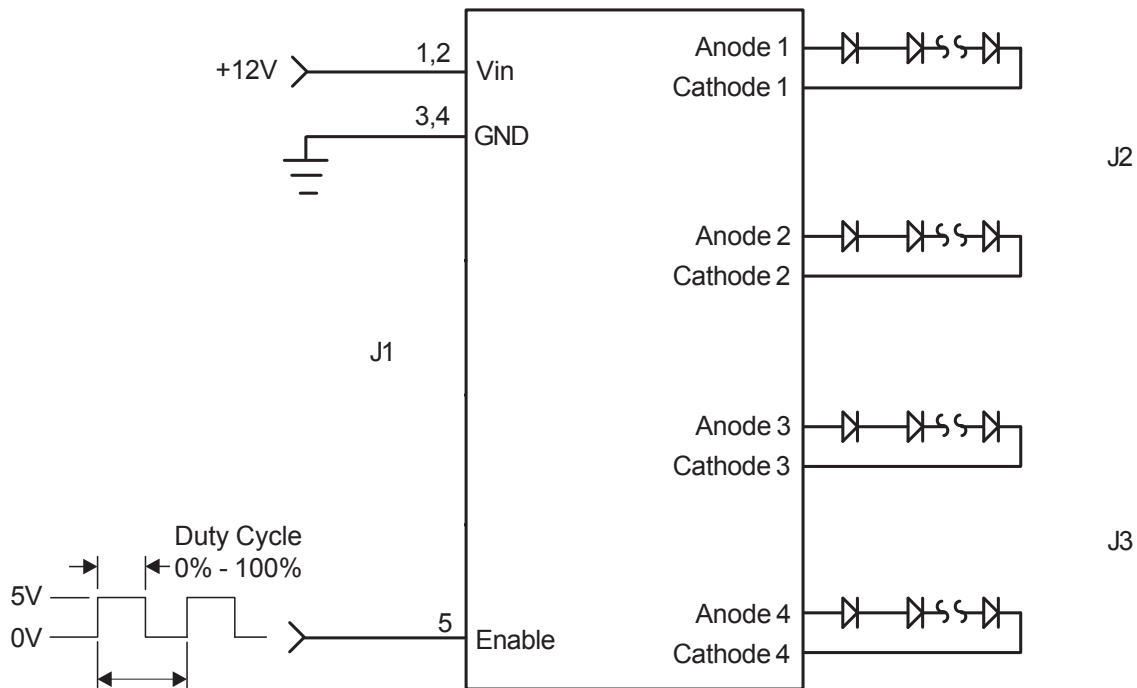 +12V
1,2
Vin
3,4
GND
J1
Duty Cycle
0% - 100%
5V
0V
5
Enable
Anode 1
Cathode 1
J2
Anode 2
Cathode 2
Anode 3
Cathode 3
J3
Anode 4
Cathode 4